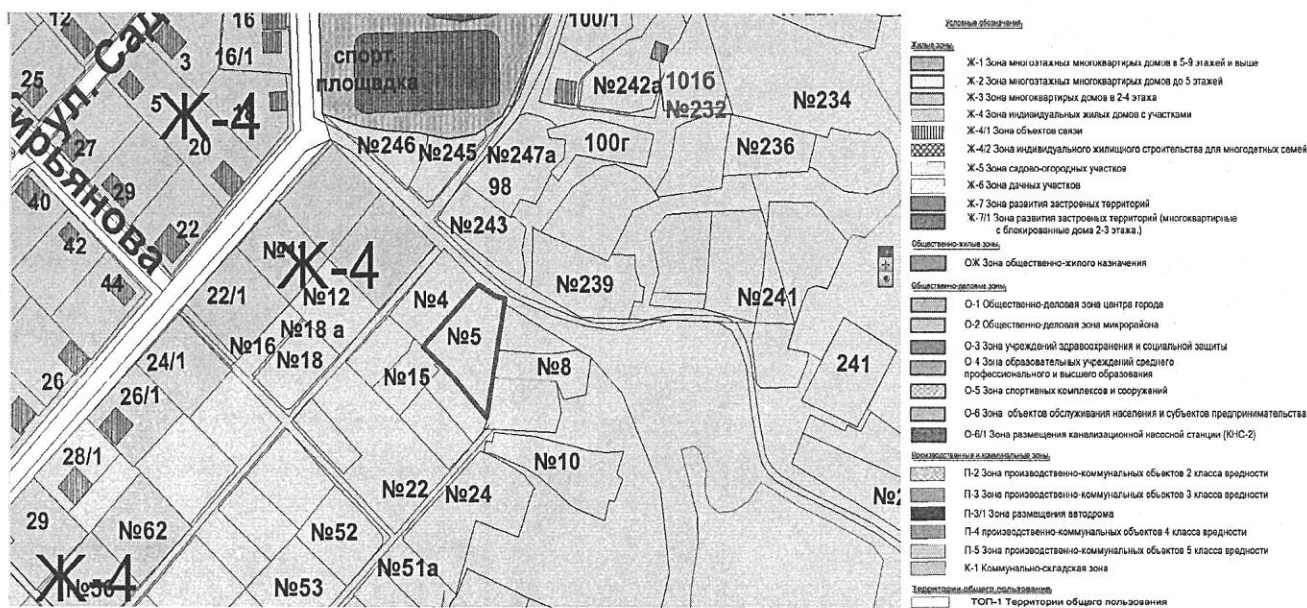 12
16
100/1
Сад
3
16/1
спорт.
площадка
№242а
101б
№232
№234
25
ул.
5
Ж-4
20
27
№246
№245
№247а
100г
№236
29
98
40
рьянова
22
№243
42
44
Ж-4
№12
№4
№239
№241
22/1
№18 а
№16
№18
№5
24/1
№15
№8
241
26
26/1
28/1
№22
№24
№10
29
№62
№52
Ж-4
№53
№51а
Условные обозначения:
Жилые зоны:
Ж-1 Зона многоэтажных многоквартирых домов в 5-9 этажей и выше
Ж-2 Зона многоэтажных многоквартирых домов до 5 этажей
Ж-3 Зона многоквартирых домов в 2-4 этажа
Ж-4 Зона индивидуальных жилых домов с участками
Ж-4/1 Зона объектов связи
Ж-4/2 Зона индивидуального жилищного строительства для многодетных семей
Ж-5 Зона садово-огородных участков
Ж-6 Зона дачных участков
Ж-7 Зона развития застроеных территорий
Ж-7/1 Зона развития застроеных территорий (многоквартирные
с блокированные дома 2-3 этажа.)
Общественно-жилые зоны:
ОЖ Зона общественно-жилого назначения
Общественно-деловые зоны:
О-1 Общественно-деловая зона центра города
О-2 Общественно-деловая зона микрорайона
О-3 Зона учреждений здравоохранения и социальной защиты
О-4 Зона образовательных учреждений среднего
профессионального и высшего образования
О-5 Зона спортивных комплексов и сооружений
О-6 Зона объектов обслуживания населения и субъектов предпринимательства
О-6/1 Зона размещения канализационной насосной станции (КНС-2)
Производственные и коммунальные зоны:
П-2 Зона производственно-коммунальных объектов 2 класса вредности
П-3 Зона производственно-коммунальных объектов 3 класса вредности
П-3/1 Зона размещения автодрома
П-4 производственно-коммунальных объектов 4 класса вредности
П-5 Зона производственно-коммунальных объектов 5 класса вредности
К-1 Коммунально-складская зона
Территории общего пользования:
ТОП-1 Территории общего пользования